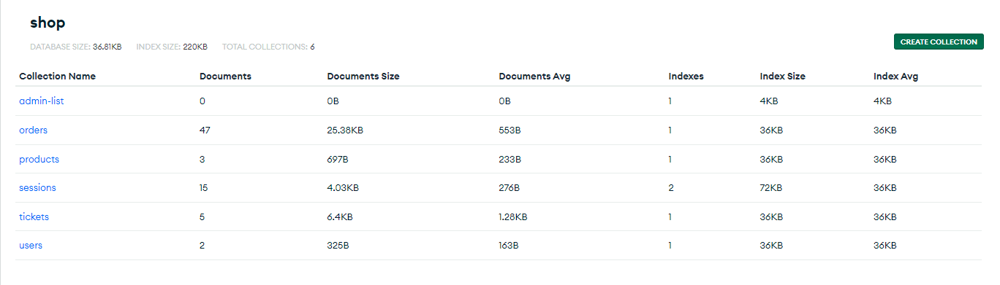 shop
DATABASE SIZE: 36.81KB INDEX SIZE: 220KB TOTAL COLLECTIONS: 6
CREATE COLLECTION
Collection Name Documents Documents Size Documents Avg Indexes Index Size Index Avg
admin-list 0 0B 0B 1 4KB 4KB
orders 47 25.38KB 553B 1 36KB 36KB
products 3 697B 233B 1 36KB 36KB
sessions 15 4.03KB 276B 2 72KB 36KB
tickets 5 6.4KB 1.28KB 1 36KB 36KB
users 2 325B 163B 1 36KB 36KB